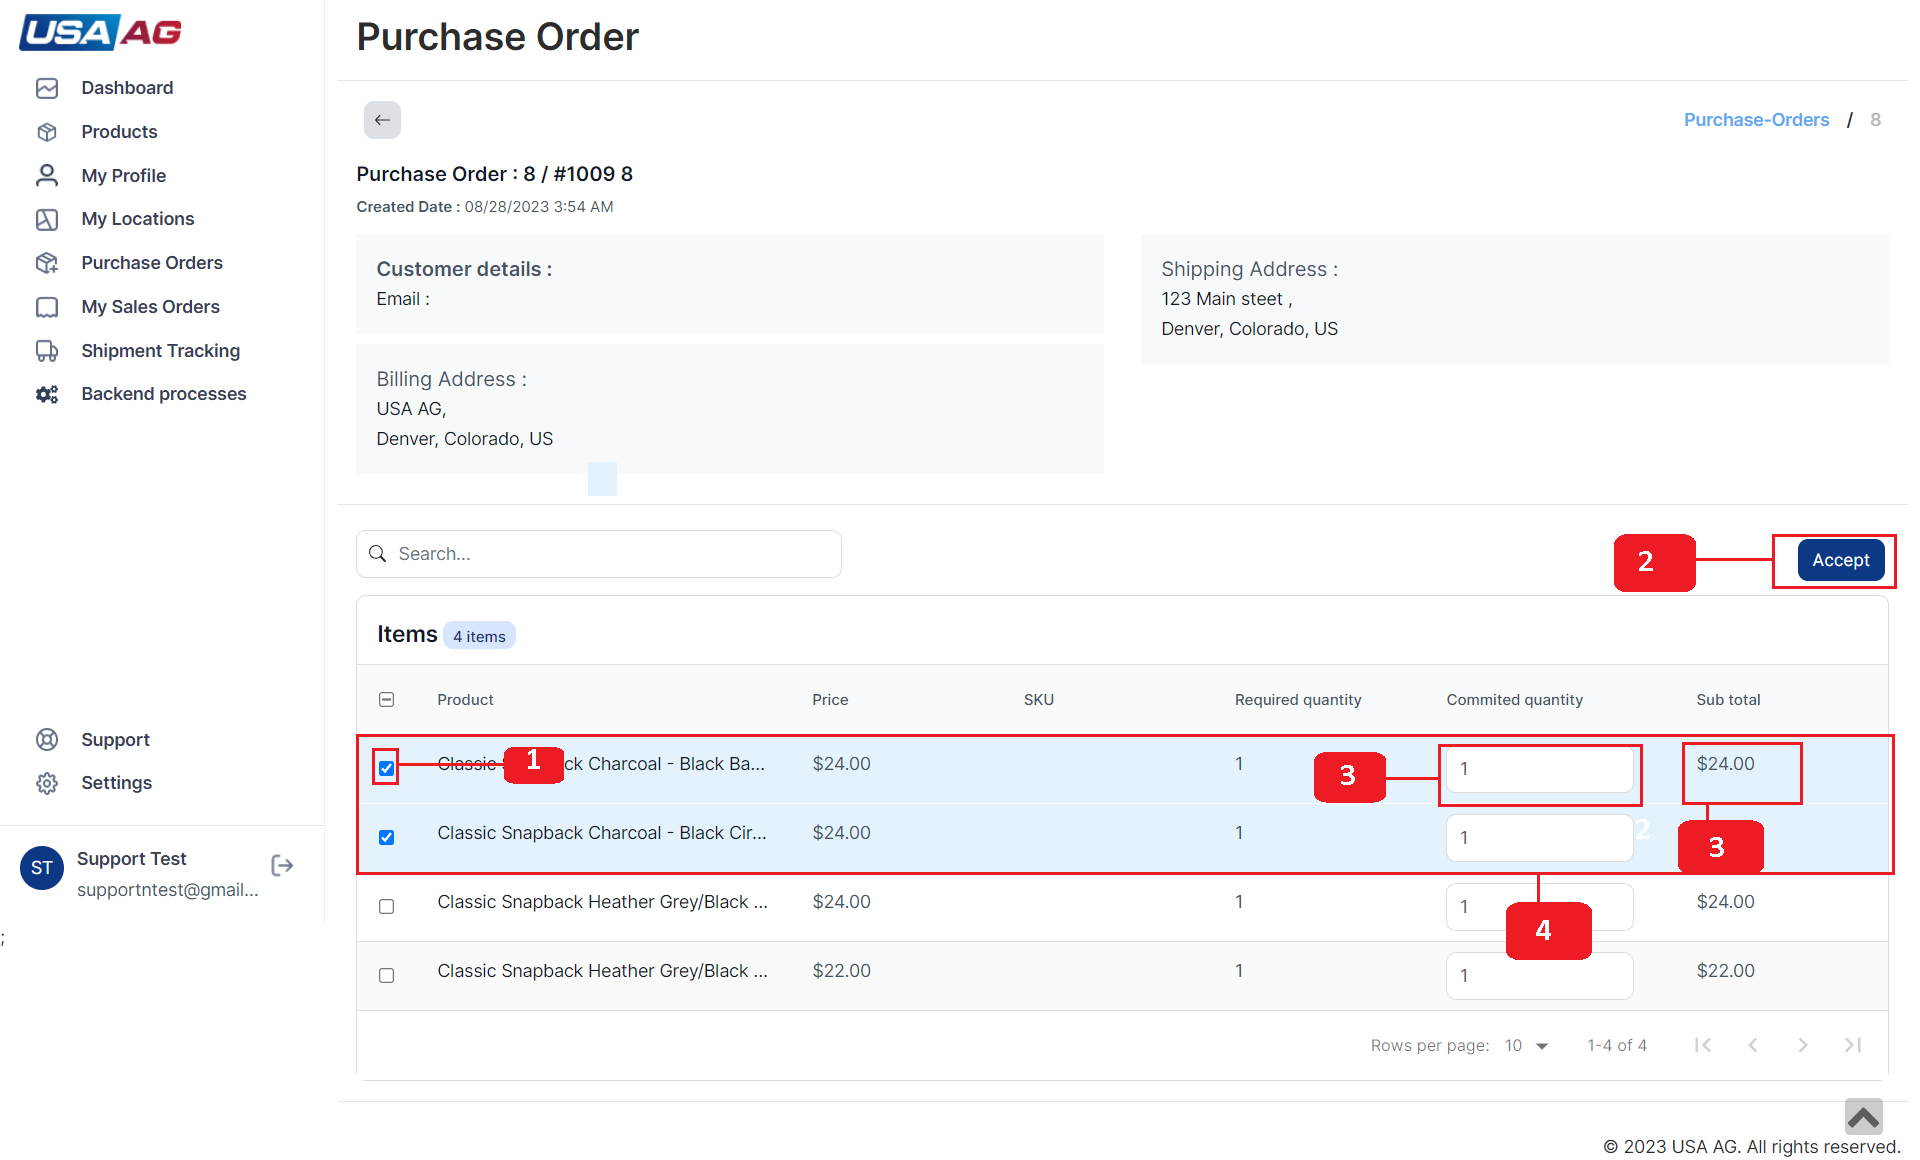 USA AG
Dashboard
Products
My Profile
My Locations
Purchase Orders
My Sales Orders
Shipment Tracking
Backend processes
Support
Settings
ST
Support Test
supportntest@gmail...
;
Purchase Order
Purchase-Orders / 8
Purchase Order : 8 / #1009 8
Created Date : 08/28/2023 3:54 AM
Customer details :
Email :
Shipping Address :
123 Main steet ,
Denver, Colorado, US
Billing Address :
USA AG,
Denver, Colorado, US
Search...
2
Accept
Items 4 items
Product Price SKU Required quantity Commited quantity Sub total
Classic 1 ck Charcoal - Black Ba... $24.00 1 3 1 $24.00
Classic Snapback Charcoal - Black Cir... $24.00 1 1 2 3
Classic Snapback Heather Grey/Black ... $24.00 1 1 $24.00
4
Classic Snapback Heather Grey/Black ... $22.00 1 1 $22.00
Rows per page: 10 1-4 of 4
© 2023 USA AG. All rights reserved.